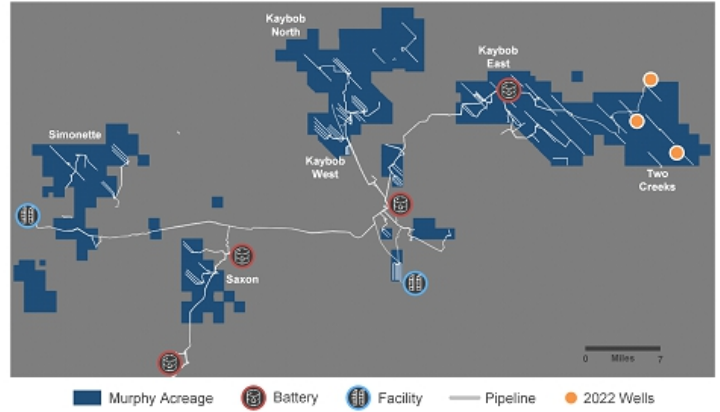 Kaybob
North
Kaybob
East
Simonette
Kaybob
West
Two
Creeks
Saxon
0 Miles 7
Murphy Acreage Battery Facility Pipeline 2022 Wells